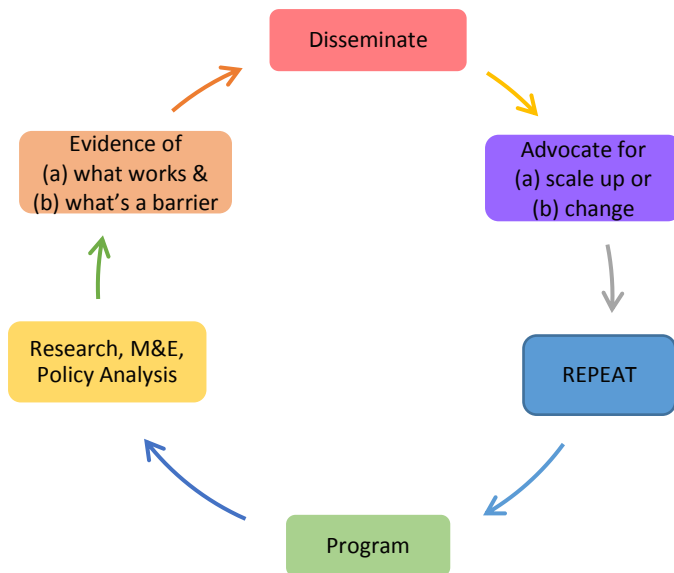 Disseminate
Evidence of
(a) what works &
(b) what's a barrier
Advocate for
(a) scale up or
(b) change
Research, M&E,
Policy Analysis
REPEAT
Program